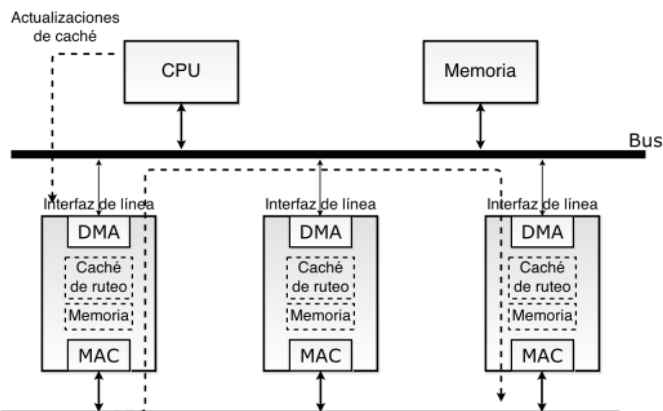 Actualizaciones
de caché
CPU
Memoria
Bus
Interfaz de línea
Interfaz de línea
Interfaz de línea
DMA
DMA
DMA
Caché
de ruteo
Caché
de ruteo
Caché
de ruteo
Memoria
Memoria
Memoria
MAC
MAC
MAC